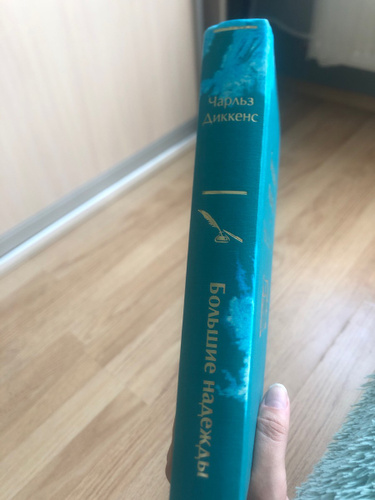 Чарльз
Диккенс
Большие надежды